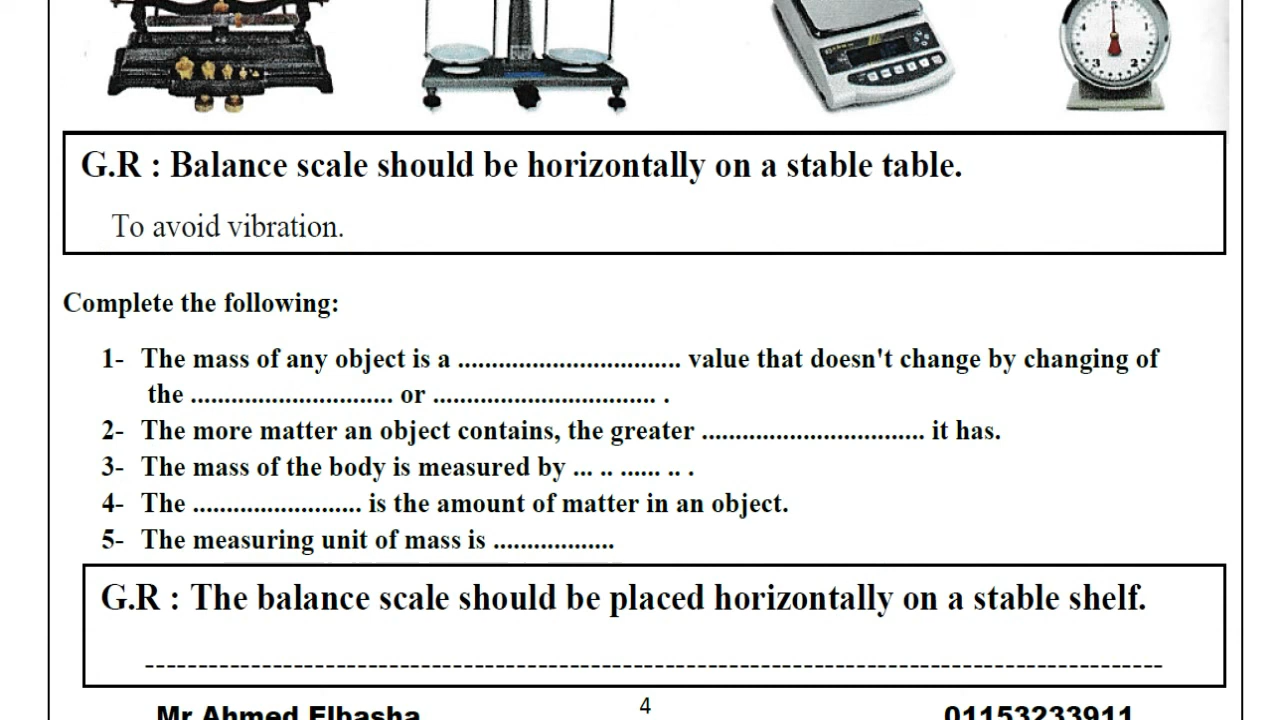 G.R : Balance scale should be horizontally on a stable table.
To avoid vibration.
Complete the following:
1- The mass of any object is a ................................. value that doesn't change by changing of
the .............................. or ................................. .
2- The more matter an object contains, the greater ................................. it has.
3- The mass of the body is measured by ... .. ...... .. .
4- The ......................... is the amount of matter in an object.
5- The measuring unit of mass is ..................
G.R : The balance scale should be placed horizontally on a stable shelf.
-----------------------------------------------------------------------------------------------
4
Mr Ahmed Elbasha 01153233911